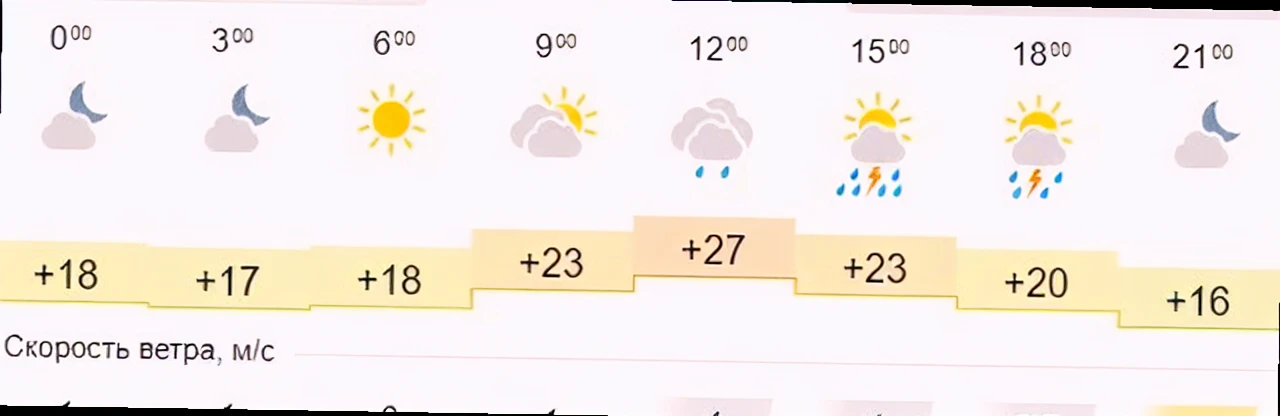 0⁰⁰ 3⁰⁰ 6⁰⁰ 9⁰⁰ 12⁰⁰ 15⁰⁰ 18⁰⁰ 21⁰⁰
+18 +17 +18 +23 +27 +23 +20 +16
Скорость ветра, м/с